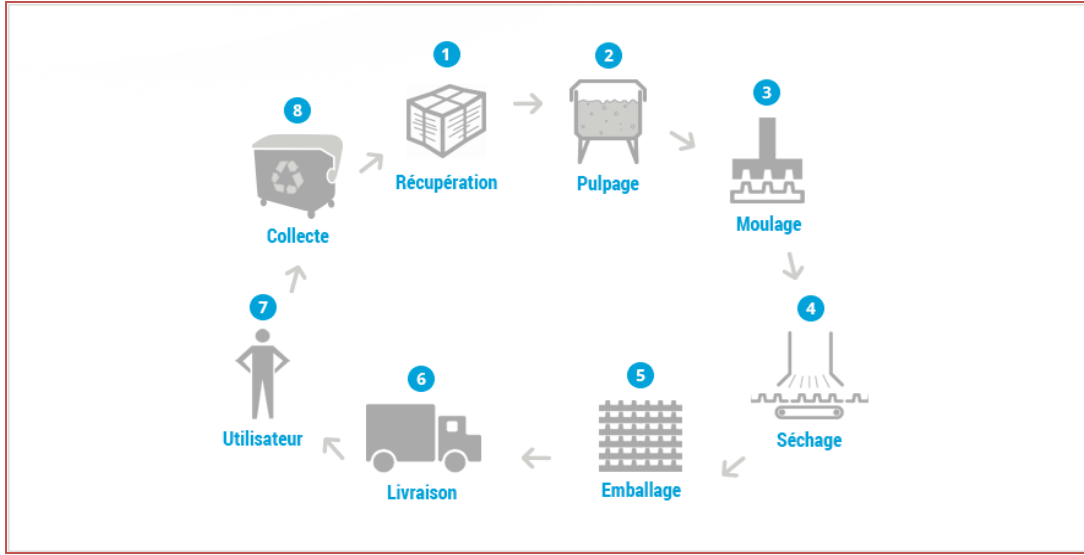 1
Récupération
2
Pulpage
3
Moulage
4
Séchage
5
Emballage
6
Livraison
7
Utilisateur
8
Collecte